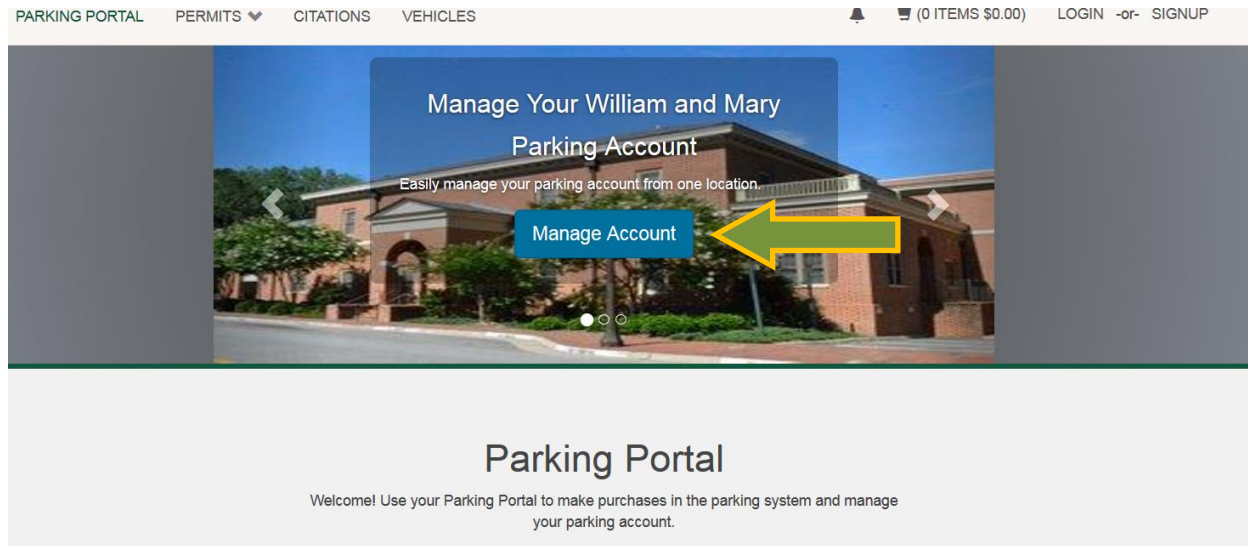 PARKING PORTAL PERMITS CITATIONS VEHICLES (0 ITEMS $0.00) LOGIN -or- SIGNUP
Manage Your William and Mary
Parking Account
Easily manage your parking account from one location.
Manage Account
Parking Portal
Welcome! Use your Parking Portal to make purchases in the parking system and manage
your parking account.